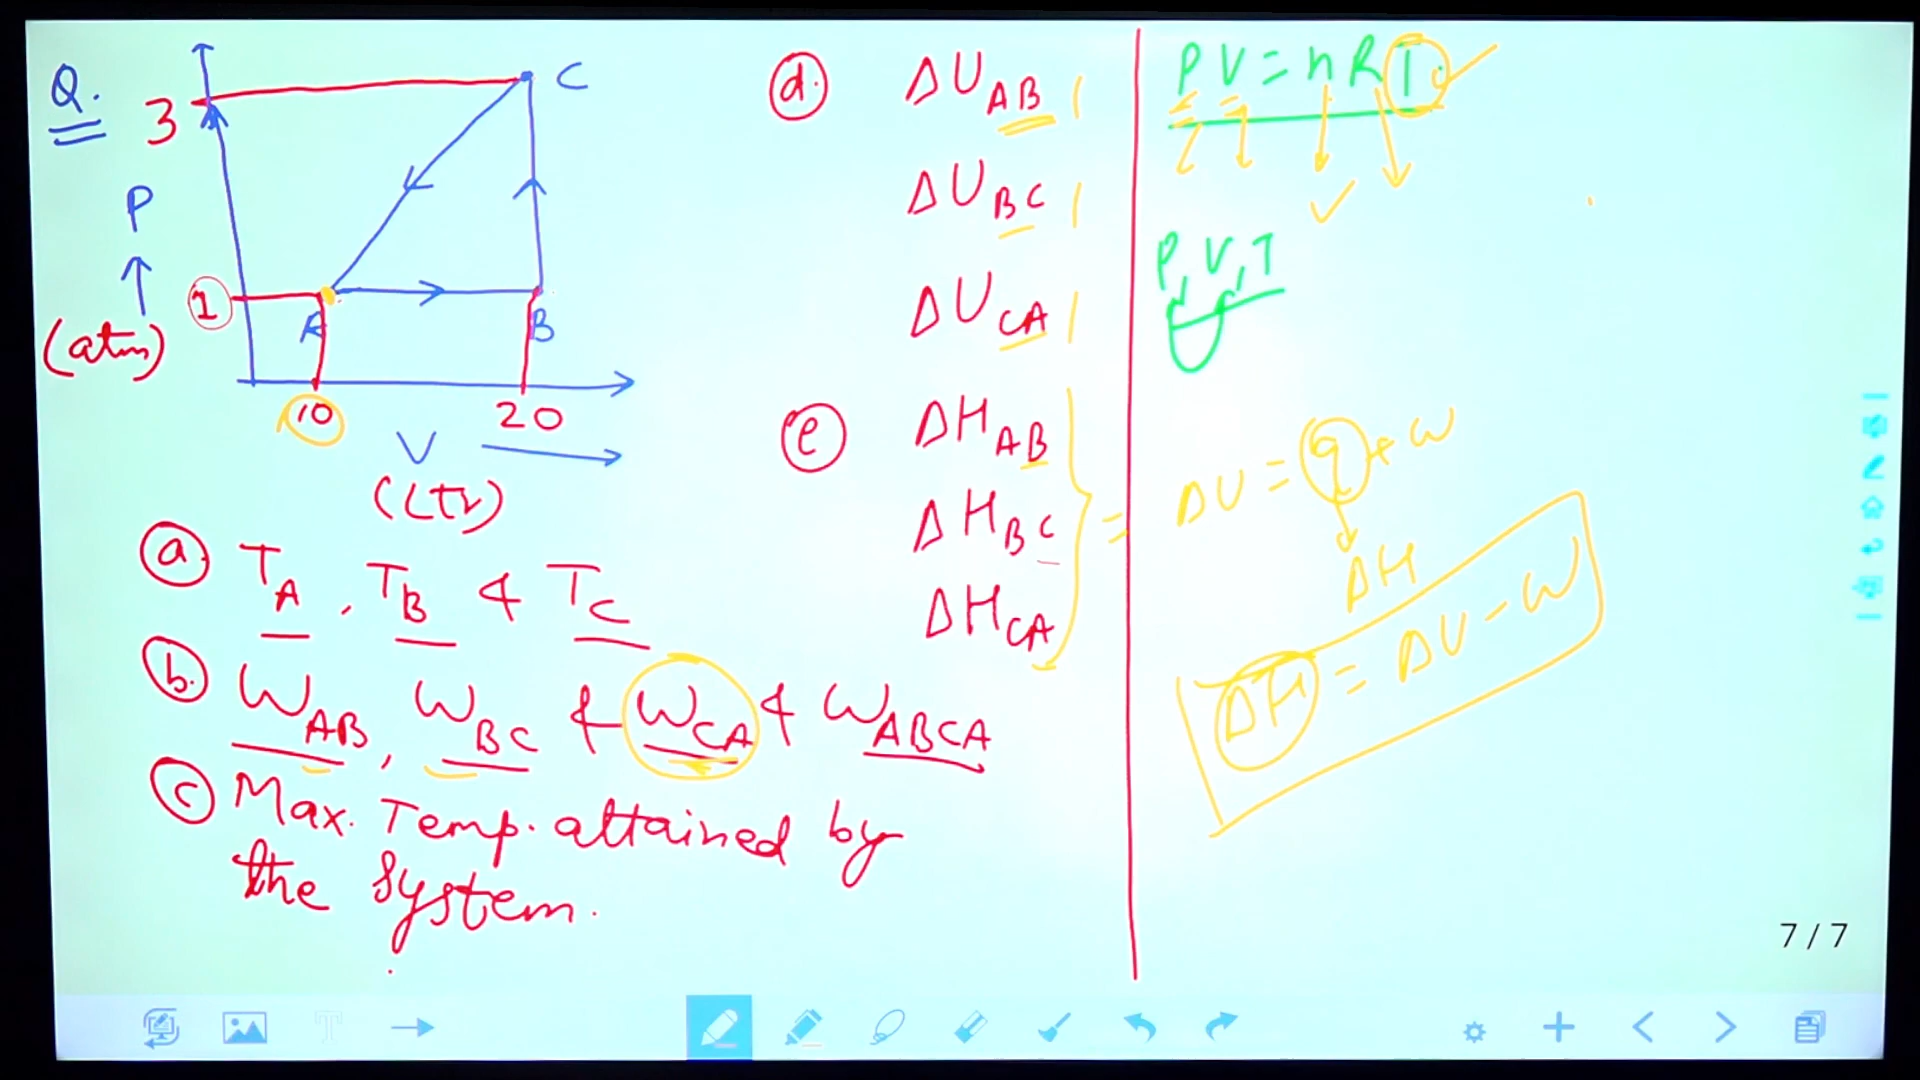 Q.
3
C
P
1
(atm)
A
B
10
20
V
(Ltr)
(a.) T_A, T_B & T_C
(b.) W_AB, W_BC & W_CA & W_ABCA
(c.) Max. Temp. attained by
the system.
(d.) ΔU_AB
ΔU_BC
ΔU_CA
(e) ΔH_AB
ΔH_BC
ΔH_CA
PV = nRT
P, V, T
= ΔU = q + w
ΔH
ΔH = ΔU - W
7 / 7